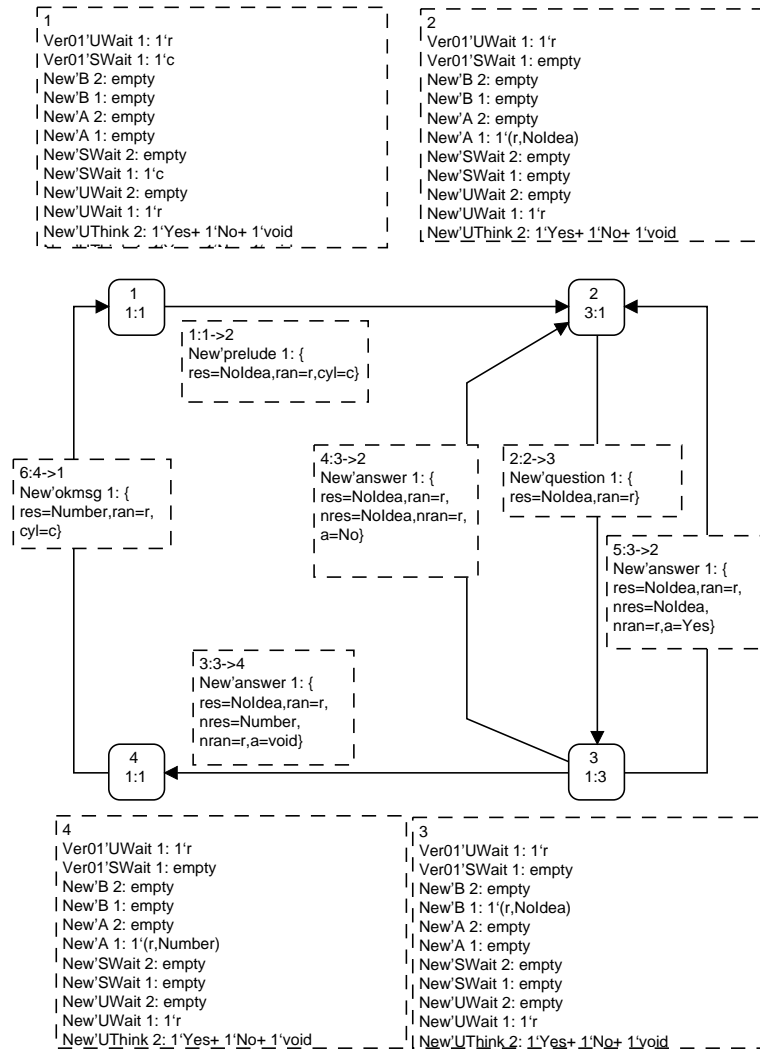 1
Ver01'UWait 1: 1‘r
Ver01'SWait 1: 1‘c
New'B 2: empty
New'B 1: empty
New'A 2: empty
New'A 1: empty
New'SWait 2: empty
New'SWait 1: 1‘c
New'UWait 2: empty
New'UWait 1: 1‘r
New'UThink 2: 1‘Yes+ 1‘No+ 1‘void
2
Ver01'UWait 1: 1‘r
Ver01'SWait 1: empty
New'B 2: empty
New'B 1: empty
New'A 2: empty
New'A 1: 1‘(r,NoIdea)
New'SWait 2: empty
New'SWait 1: empty
New'UWait 2: empty
New'UWait 1: 1‘r
New'UThink 2: 1‘Yes+ 1‘No+ 1‘void
1
1:1
2
3:1
1:1->2
New'prelude 1: {
res=NoIdea,ran=r,cyl=c}
6:4->1
New'okmsg 1: {
res=Number,ran=r,
cyl=c}
4:3->2
New'answer 1: {
res=NoIdea,ran=r,
nres=NoIdea,nran=r,
a=No}
2:2->3
New'question 1: {
res=NoIdea,ran=r}
5:3->2
New'answer 1: {
res=NoIdea,ran=r,
nres=NoIdea,
nran=r,a=Yes}
3:3->4
New'answer 1: {
res=NoIdea,ran=r,
nres=Number,
nran=r,a=void}
4
1:1
3
1:3
4
Ver01'UWait 1: 1‘r
Ver01'SWait 1: empty
New'B 2: empty
New'B 1: empty
New'A 2: empty
New'A 1: 1‘(r,Number)
New'SWait 2: empty
New'SWait 1: empty
New'UWait 2: empty
New'UWait 1: 1‘r
New'UThink 2: 1‘Yes+ 1‘No+ 1‘void
3
Ver01'UWait 1: 1‘r
Ver01'SWait 1: empty
New'B 2: empty
New'B 1: 1‘(r,NoIdea)
New'A 2: empty
New'A 1: empty
New'SWait 2: empty
New'SWait 1: empty
New'UWait 2: empty
New'UWait 1: 1‘r
New'UThink 2: 1‘Yes+ 1‘No+ 1‘void